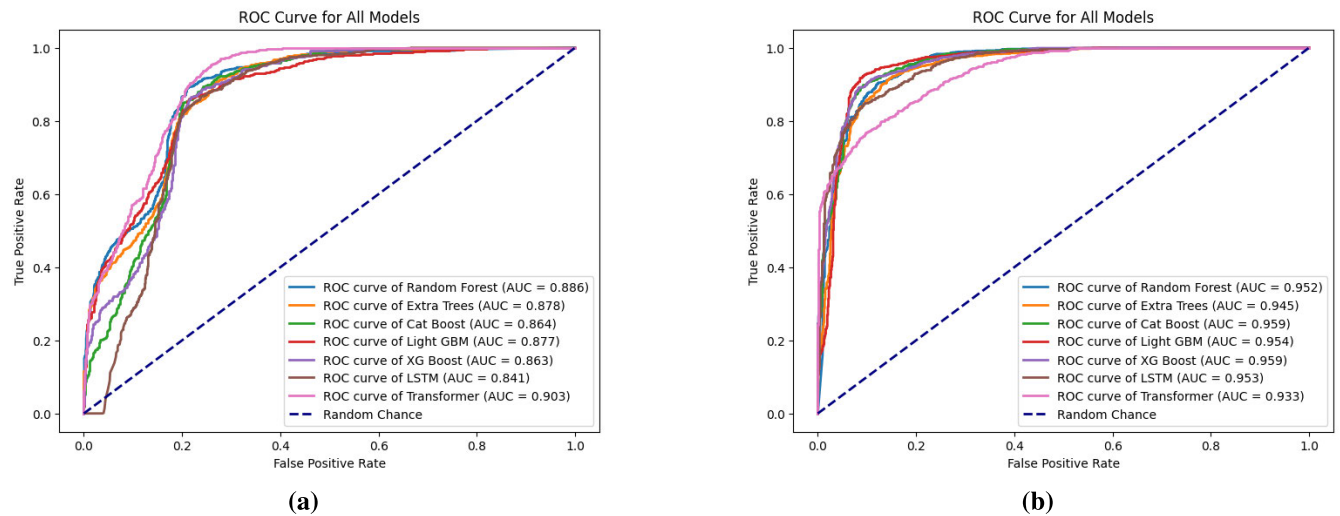 ROC Curve for All Models
True Positive Rate
1.0
0.8
0.6
0.4
0.2
0.0
ROC curve of Random Forest (AUC = 0.886)
ROC curve of Extra Trees (AUC = 0.878)
ROC curve of Cat Boost (AUC = 0.864)
ROC curve of Light GBM (AUC = 0.877)
ROC curve of XG Boost (AUC = 0.863)
ROC curve of LSTM (AUC = 0.841)
ROC curve of Transformer (AUC = 0.903)
Random Chance
0.0 0.2 0.4 0.6 0.8 1.0
False Positive Rate
(a)
ROC Curve for All Models
True Positive Rate
1.0
0.8
0.6
0.4
0.2
0.0
ROC curve of Random Forest (AUC = 0.952)
ROC curve of Extra Trees (AUC = 0.945)
ROC curve of Cat Boost (AUC = 0.959)
ROC curve of Light GBM (AUC = 0.954)
ROC curve of XG Boost (AUC = 0.959)
ROC curve of LSTM (AUC = 0.953)
ROC curve of Transformer (AUC = 0.933)
Random Chance
0.0 0.2 0.4 0.6 0.8 1.0
False Positive Rate
(b)